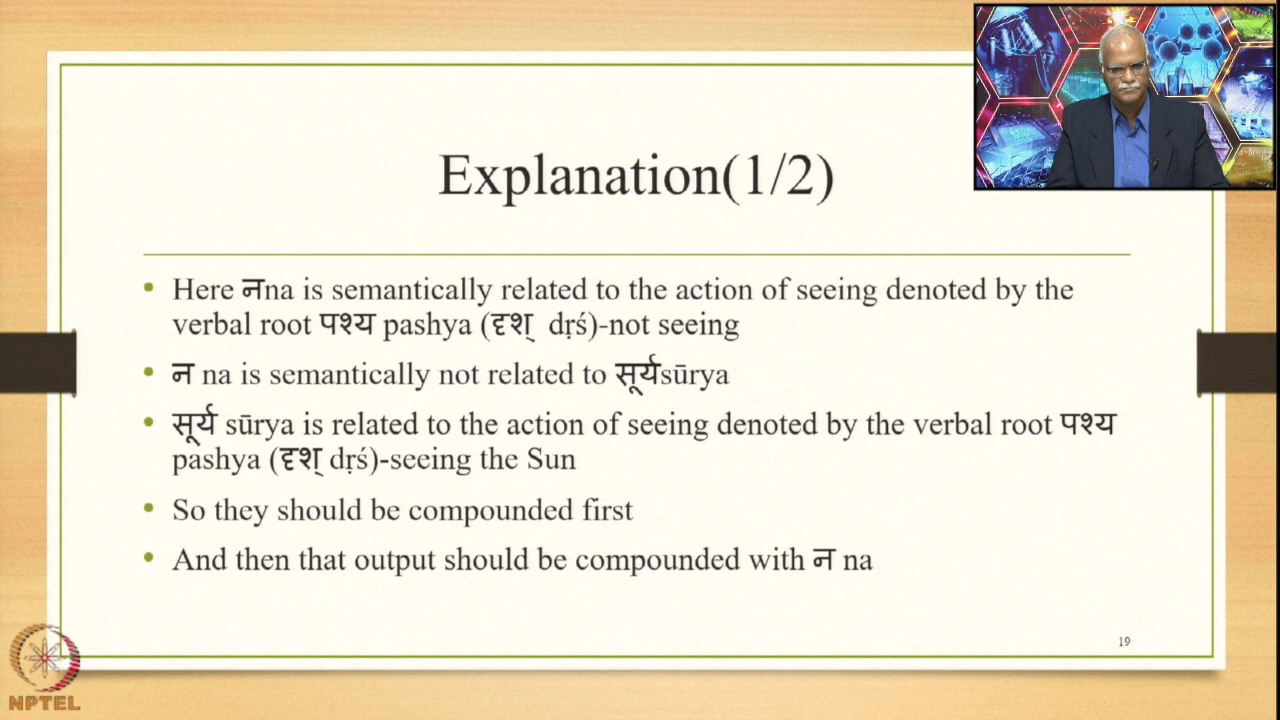 Explanation(1/2)
• Here नna is semantically related to the action of seeing denoted by the
verbal root पश्य pashya (दृश् dṛś)-not seeing
• न na is semantically not related to सूर्यsūrya
• सूर्य sūrya is related to the action of seeing denoted by the verbal root पश्य
pashya (दृश् dṛś)-seeing the Sun
• So they should be compounded first
• And then that output should be compounded with न na
19
NPTEL